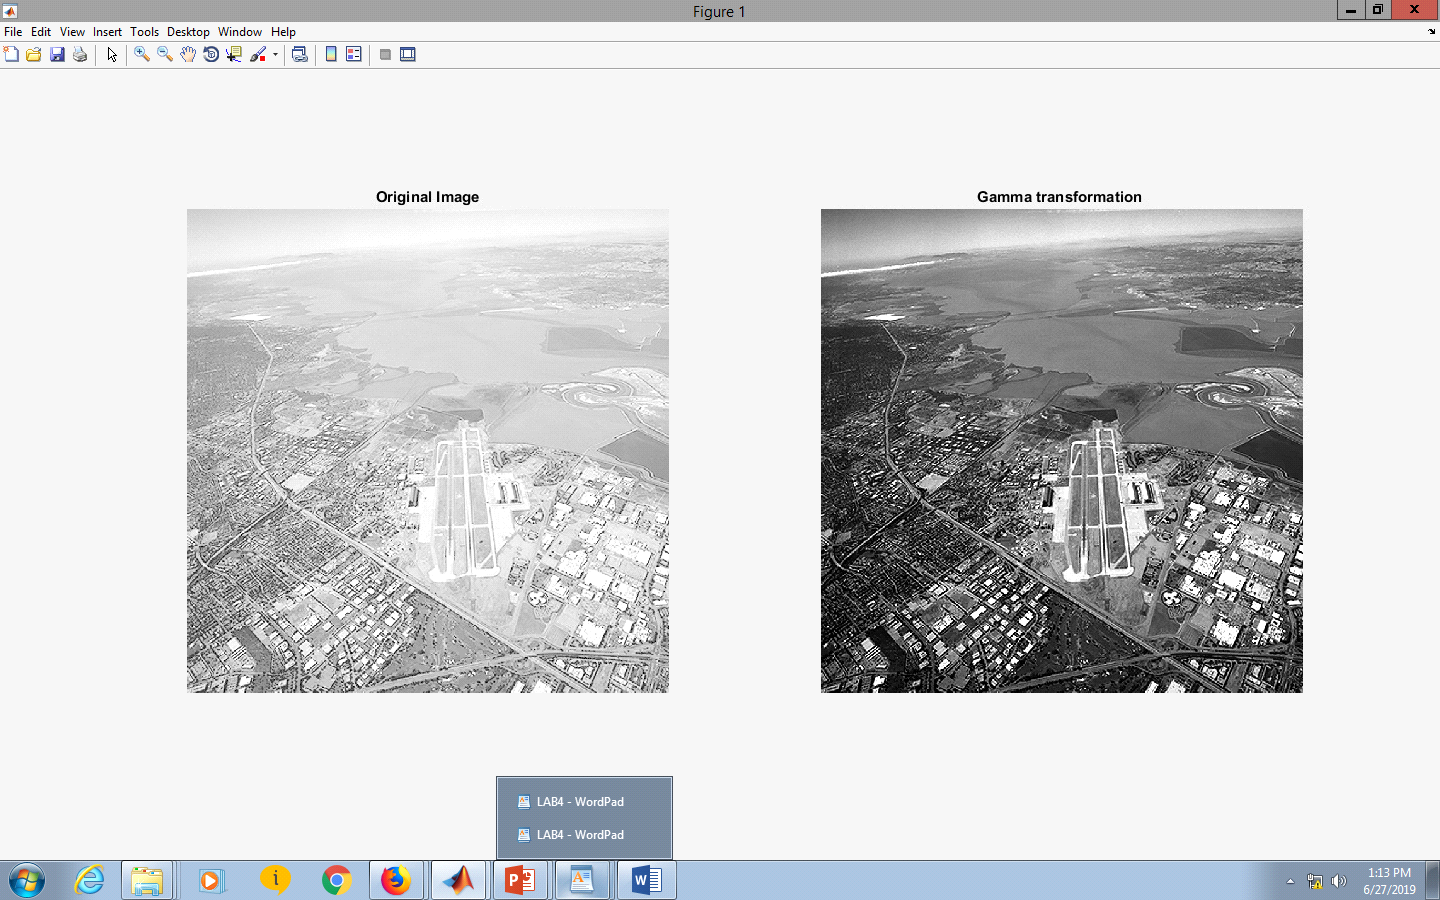 Figure 1
File Edit View Insert Tools Desktop Window Help
Original Image
Gamma transformation
LAB4 - WordPad
LAB4 - WordPad
1:13 PM
6/27/2019